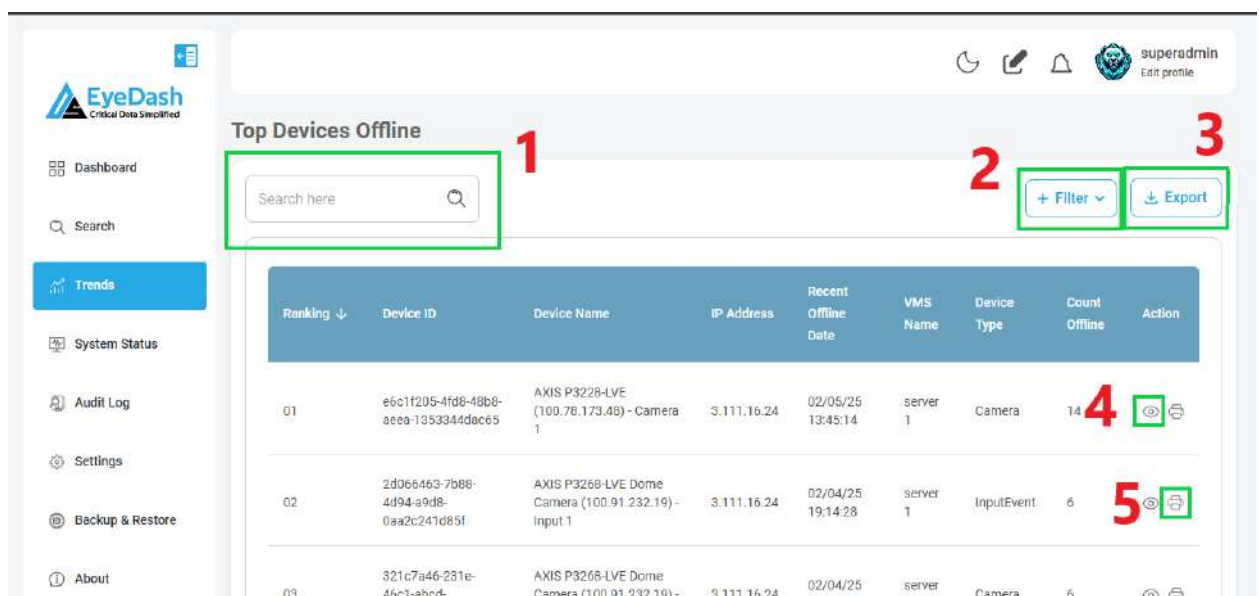 EyeDash
Critical Data Simplified
superadmin
Edit profile
Top Devices Offline
1
2
3
Search here
+ Filter
Export
Dashboard
Search
Trends
System Status
Audit Log
Settings
Backup & Restore
About
Ranking ↓
Device ID
Device Name
IP Address
Recent
Offline
Date
VMS
Name
Device
Type
Count
Offline
Action
01
e6c1f205-4fd8-48b8-
aeea-1353344dac65
AXIS P3228-LVE
(100.78.173.48) - Camera
1
3.111.16.24
02/05/25
13:45:14
server
1
Camera
14
4
02
2d066463-7b88-
4d94-a9d8-
0aa2c241d85f
AXIS P3268-LVE Dome
Camera (100.91.232.19) -
Input 1
3.111.16.24
02/04/25
19:14:28
server
1
InputEvent
6
5
03
321c7a46-231e-
46c1-abcd-
AXIS P3268-LVE Dome
Camera (100.91.232.19) -
3.111.16.24
02/04/25
server
Camera
6